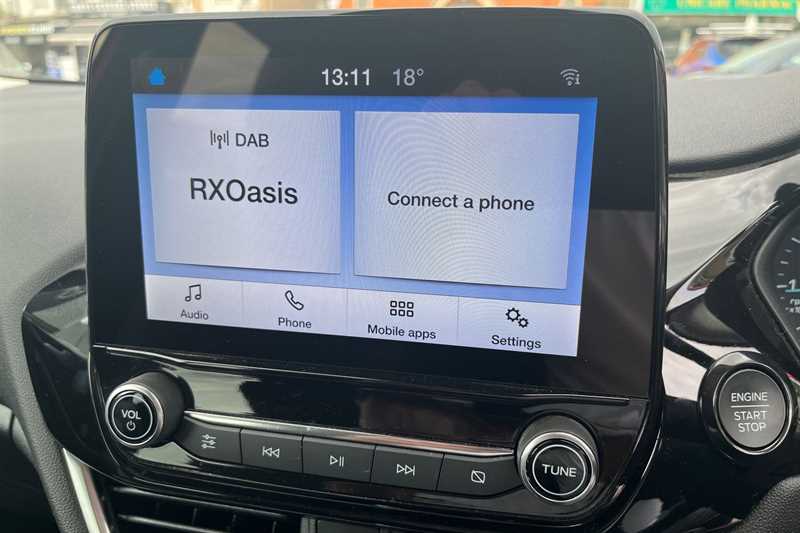 13:11 18°
DAB
RXOasis
Connect a phone
Audio
Phone
Mobile apps
Settings
VOL
TUNE
ENGINE
START
STOP